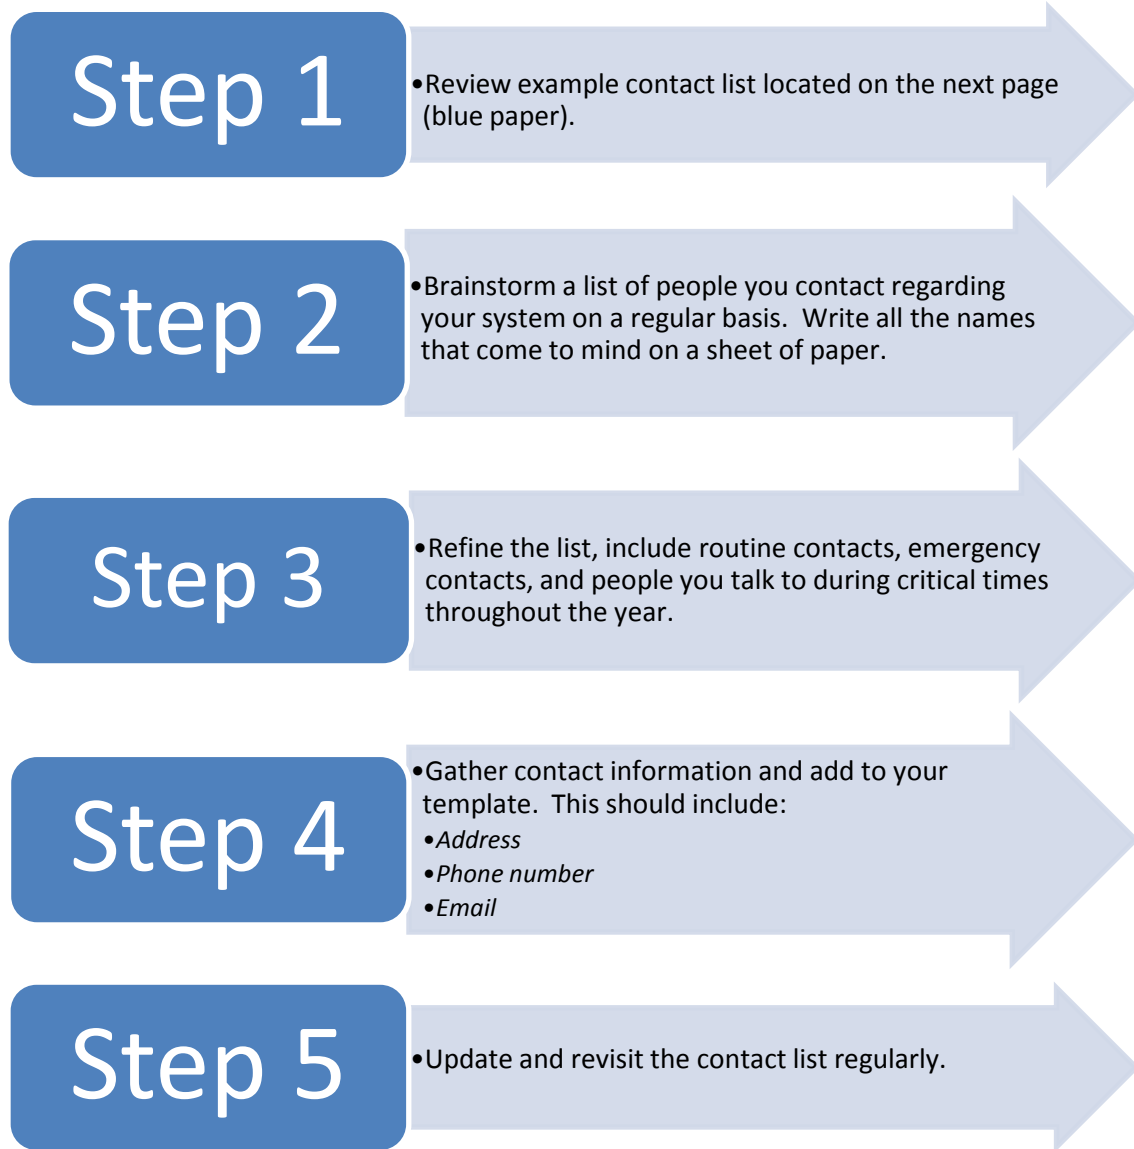 Step 1
•Review example contact list located on the next page
(blue paper).
Step 2
•Brainstorm a list of people you contact regarding
your system on a regular basis.  Write all the names
that come to mind on a sheet of paper.
Step 3
•Refine the list, include routine contacts, emergency
contacts, and people you talk to during critical times
throughout the year.
Step 4
•Gather contact information and add to your
template.  This should include:
•Address
•Phone number
•Email
Step 5
•Update and revisit the contact list regularly.